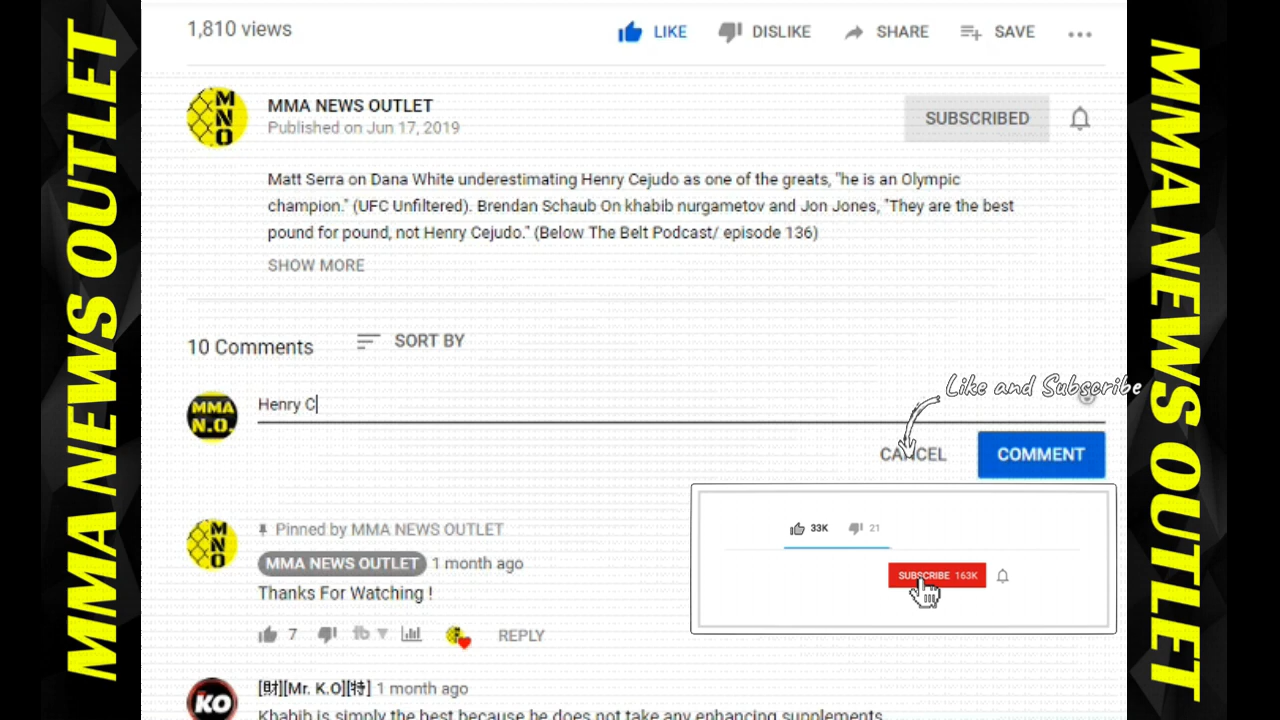 MMA NEWS OUTLET
1,810 views
LIKE
DISLIKE
SHARE
SAVE
MNO
MMA NEWS OUTLET
Published on Jun 17, 2019
SUBSCRIBED
Matt Serra on Dana White underestimating Henry Cejudo as one of the greats, "he is an Olympic
champion." (UFC Unfiltered). Brendan Schaub On khabib nurgametov and Jon Jones, "They are the best
pound for pound, not Henry Cejudo." (Below The Belt Podcast/ episode 136)
SHOW MORE
10 Comments
SORT BY
Like and Subscribe
MMA
N.O.
Henry C
CANCEL
COMMENT
MNO
Pinned by MMA NEWS OUTLET
MMA NEWS OUTLET 1 month ago
Thanks For Watching !
7
REPLY
33K
21
SUBSCRIBE 163K
KO
[財][Mr. K.O][特] 1 month ago
Khabib is simply the best because he does not take any enhancing supplements.
MMA NEWS OUTLET